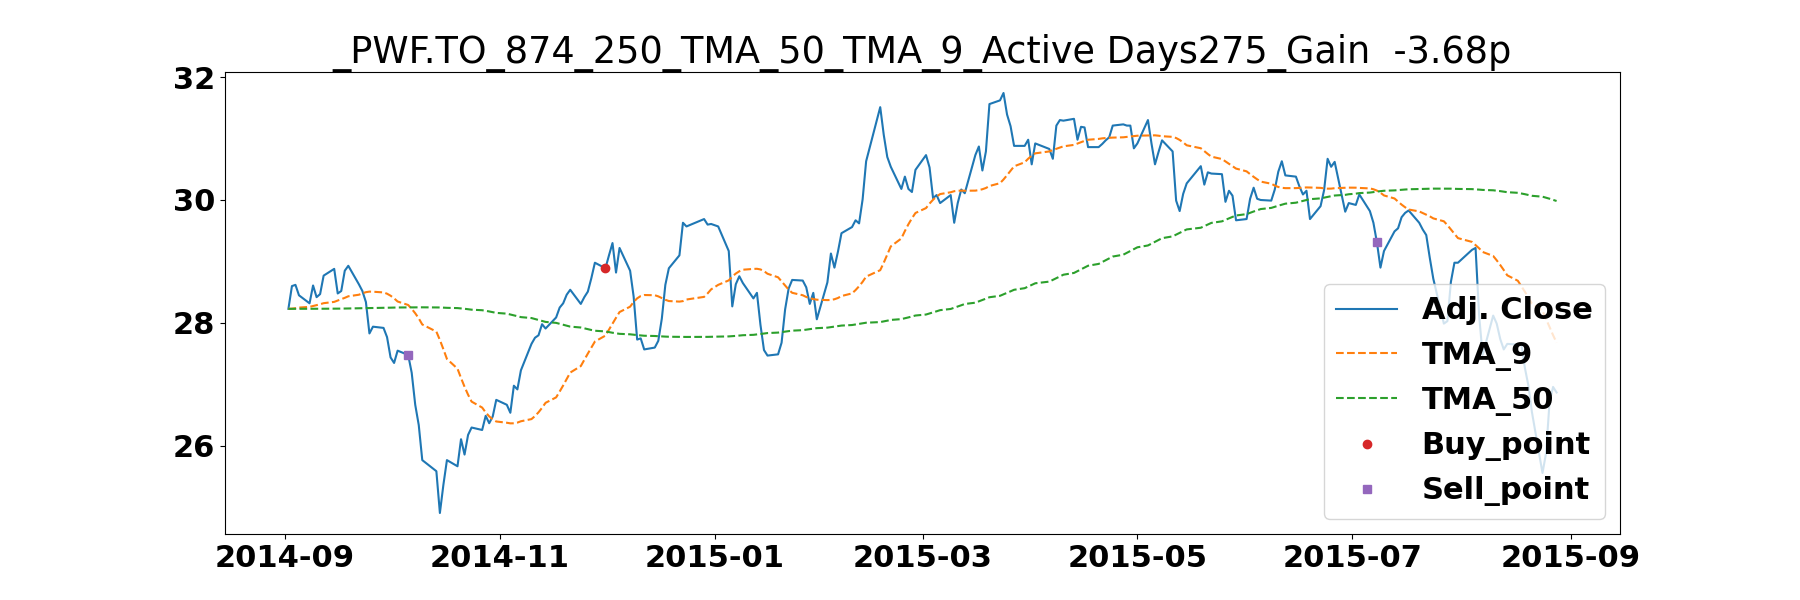 _PWF.TO_874_250_TMA_50_TMA_9_Active Days275_Gain  -3.68p
32
30
28
26
Adj. Close
TMA_9
TMA_50
Buy_point
Sell_point
2014-09 2014-11 2015-01 2015-03 2015-05 2015-07 2015-09